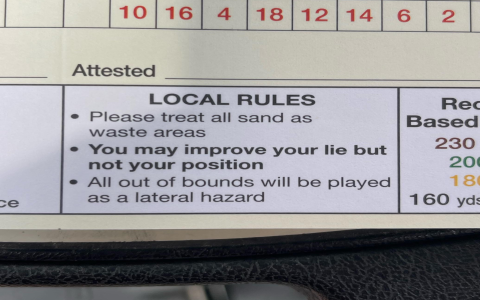 10 16 4 18 12 14 6 2
Attested
LOCAL RULES
• Please treat all sand as
waste areas
• You may improve your lie but
not your position
• All out of bounds will be played
as a lateral hazard
Based
230
160 yds